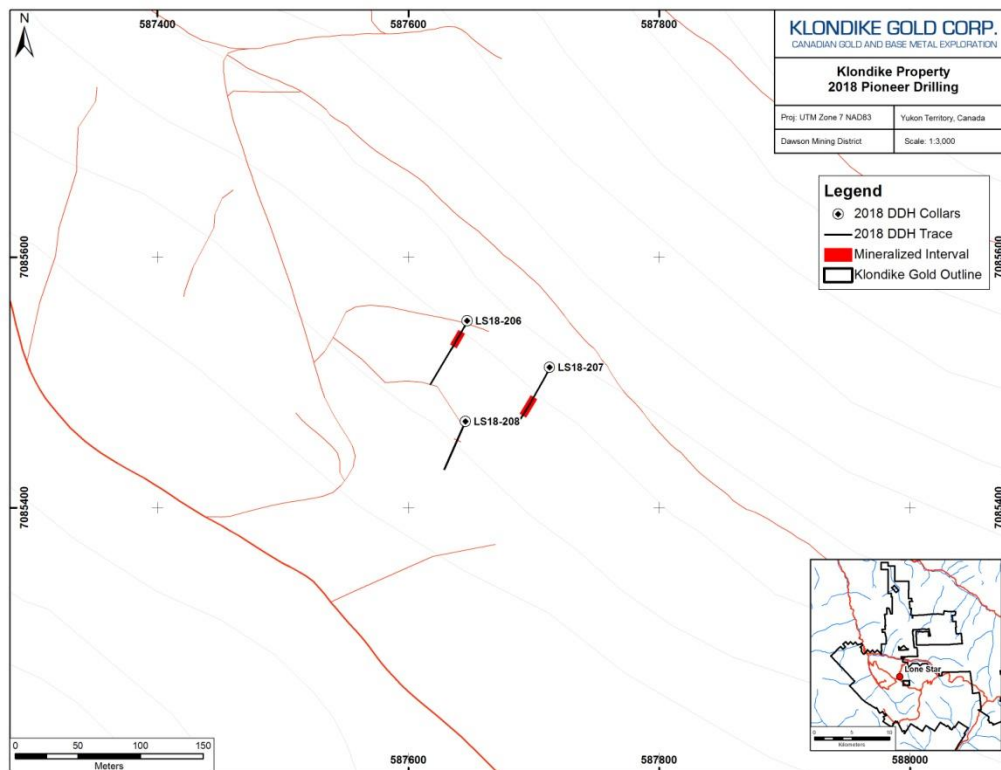 587400
587600
587800
N
KLONDIKE GOLD CORP.
CANADIAN GOLD AND BASE METAL EXPLORATION
Klondike Property
2018 Pioneer Drilling
Proj: UTM Zone 7 NAD83
Yukon Territory, Canada
Dawson Mining District
Scale: 1:3,000
Legend
2018 DDH Collars
2018 DDH Trace
Mineralized Interval
Klondike Gold Outline
7085600
7085600
LS18-206
LS18-207
LS18-208
7085400
7085400
Lone Star
0 5 10
Kilometers
0 50 100 150
Meters
587600
587800
588000